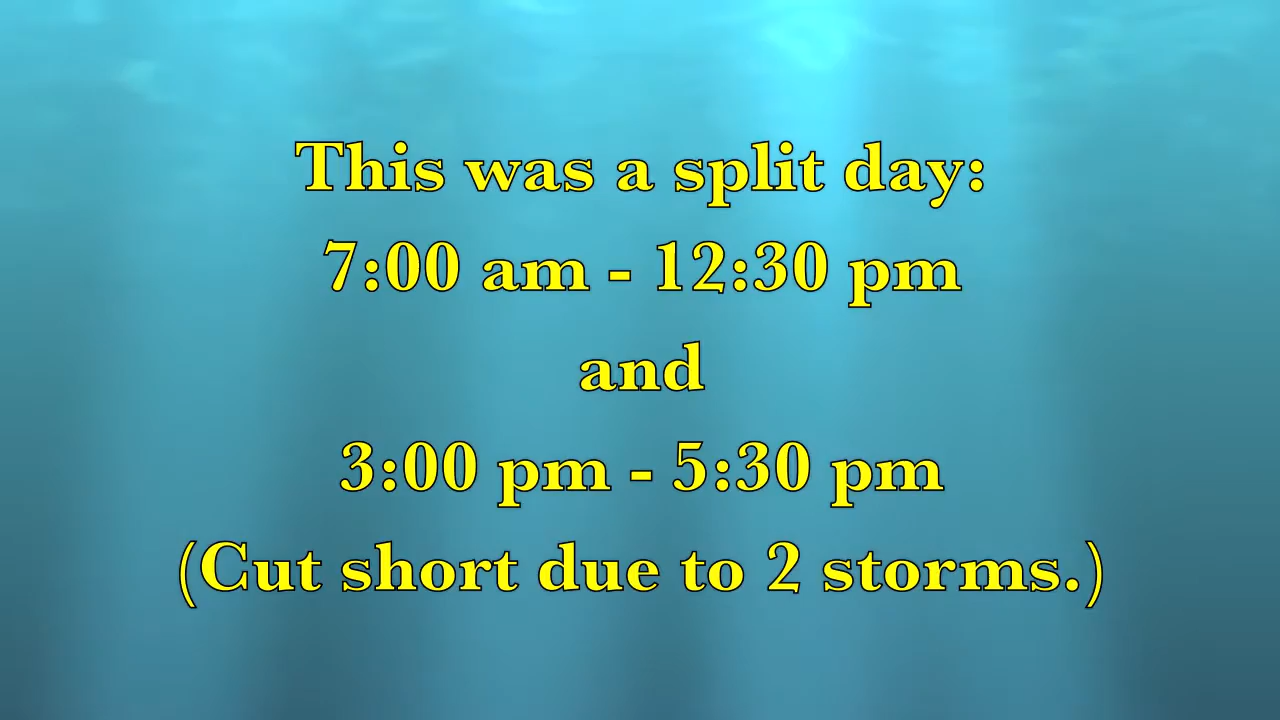 This was a split day:
7:00 am - 12:30 pm
and
3:00 pm - 5:30 pm
(Cut short due to 2 storms.)